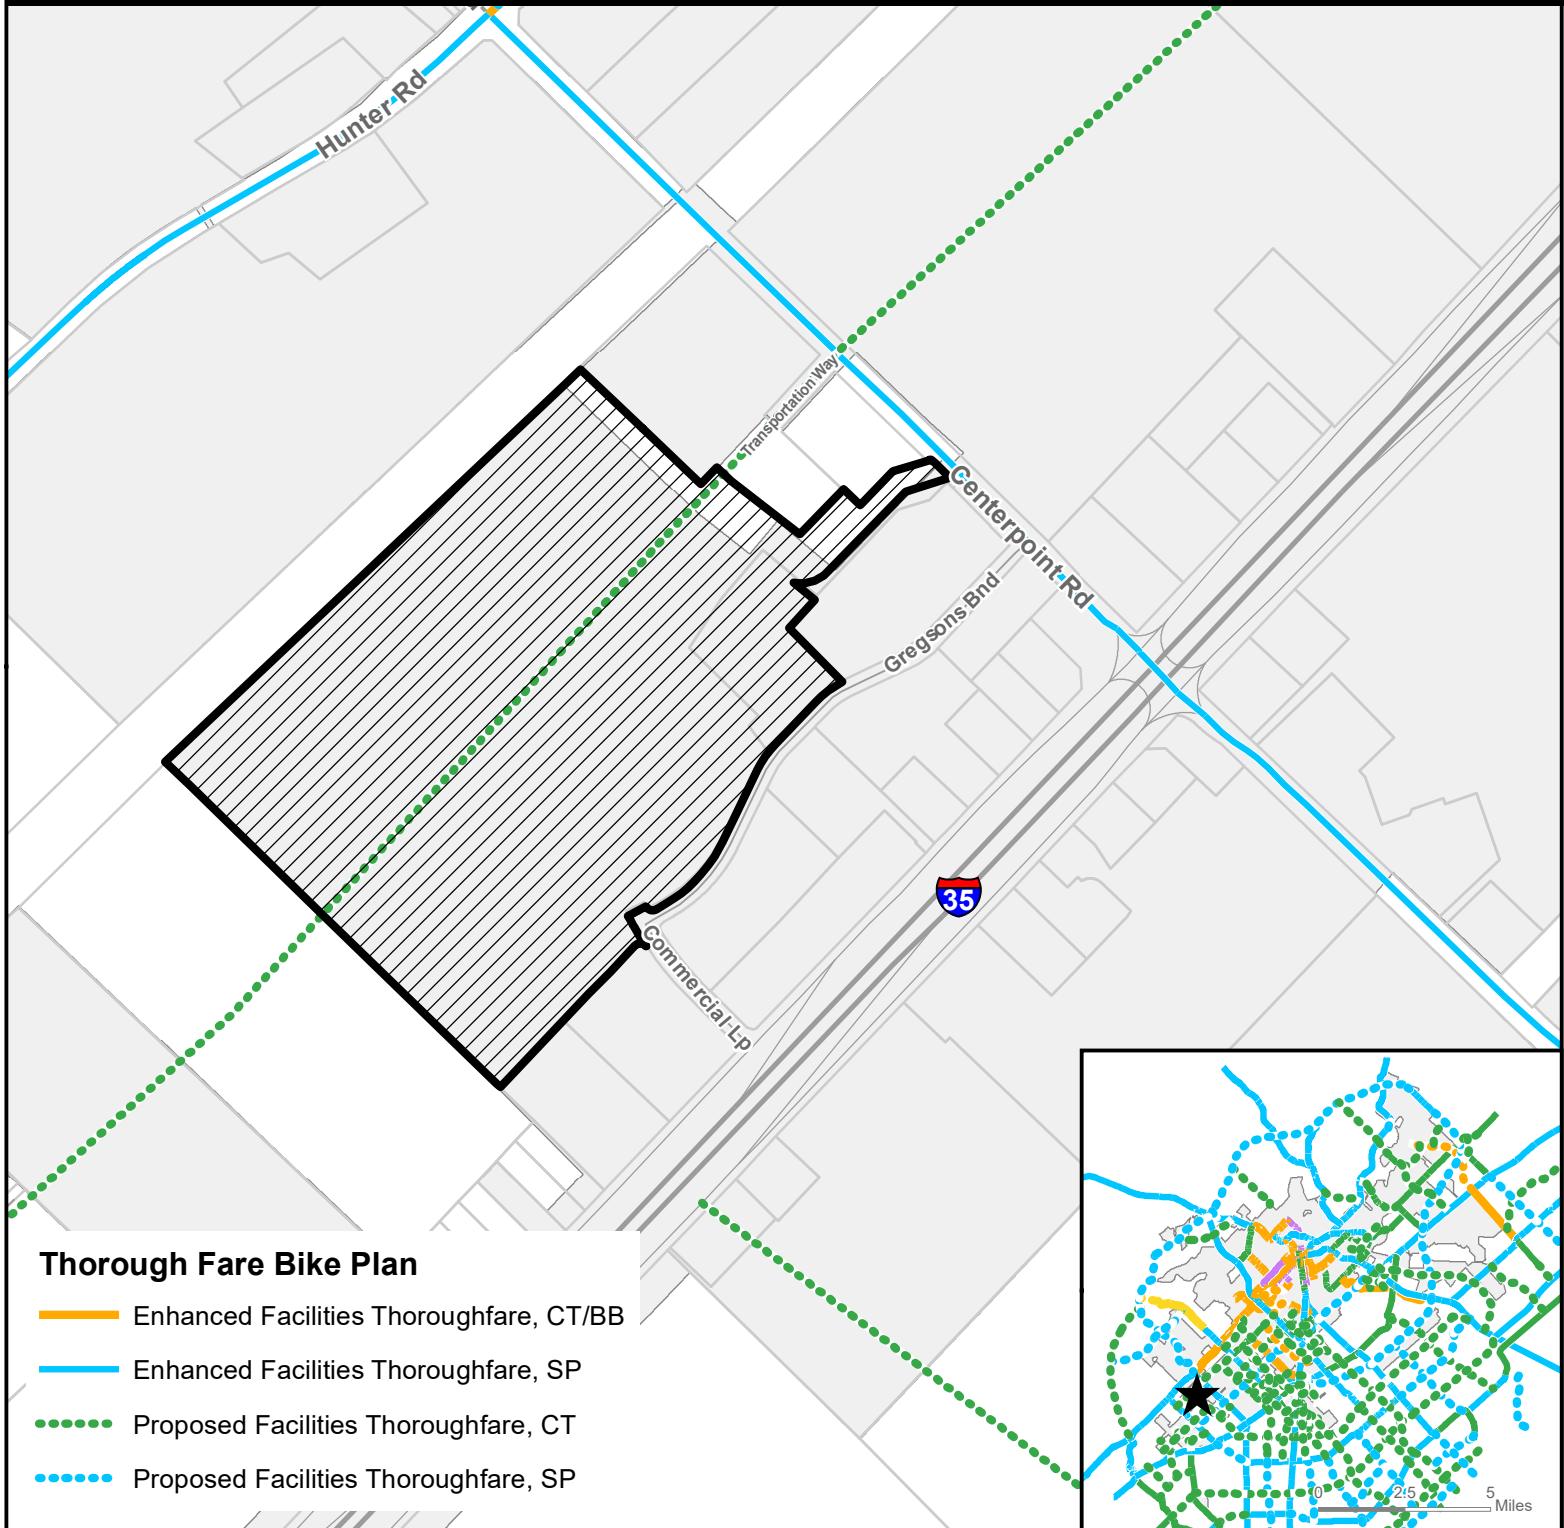 Hunter Rd
Transportation Way
Centerpoint Rd
Gregsons Bnd
35
Commercial Lp
Thorough Fare Bike Plan
Enhanced Facilities Thoroughfare, CT/BB
Enhanced Facilities Thoroughfare, SP
Proposed Facilities Thoroughfare, CT
Proposed Facilities Thoroughfare, SP
0 2.5 5
Miles